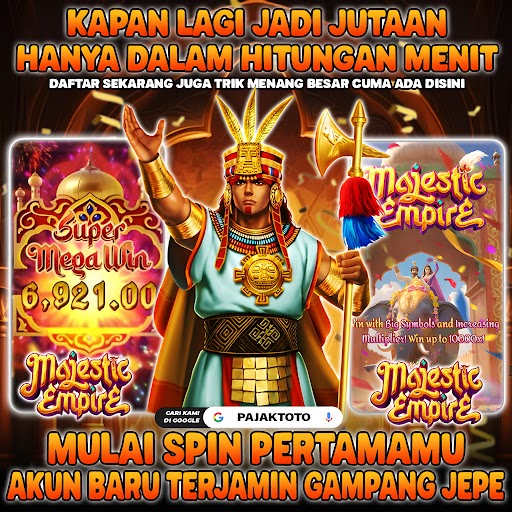 KAPAN LAGI JADI JUTAAN
HANYA DALAM HITUNGAN MENIT
DAFTAR SEKARANG JUGA TRIK MENANG BESAR CUMA ADA DISINI
Super
Mega Win
6,921.00
Majestic
Empire
Majestic
Empire
Win with Big Symbols and Increasing
Multiplier! Win up to 10000x!
Majestic
Empire
CARI KAMI
DI GOOGLE
G PAJAKTOTO
MULAI SPIN PERTAMAMU
AKUN BARU TERJAMIN GAMPANG JEPE